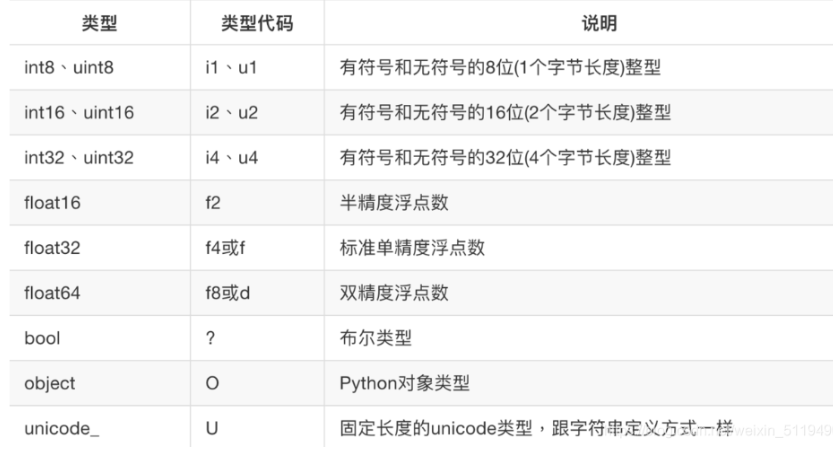 类型 类型代码 说明
int8、uint8 i1、u1 有符号和无符号的8位(1个字节长度)整型
int16、uint16 i2、u2 有符号和无符号的16位(2个字节长度)整型
int32、uint32 i4、u4 有符号和无符号的32位(4个字节长度)整型
float16 f2 半精度浮点数
float32 f4或f 标准单精度浮点数
float64 f8或d 双精度浮点数
bool ? 布尔类型
object O Python对象类型
unicode_ U 固定长度的unicode类型，跟字符串定义方式一样